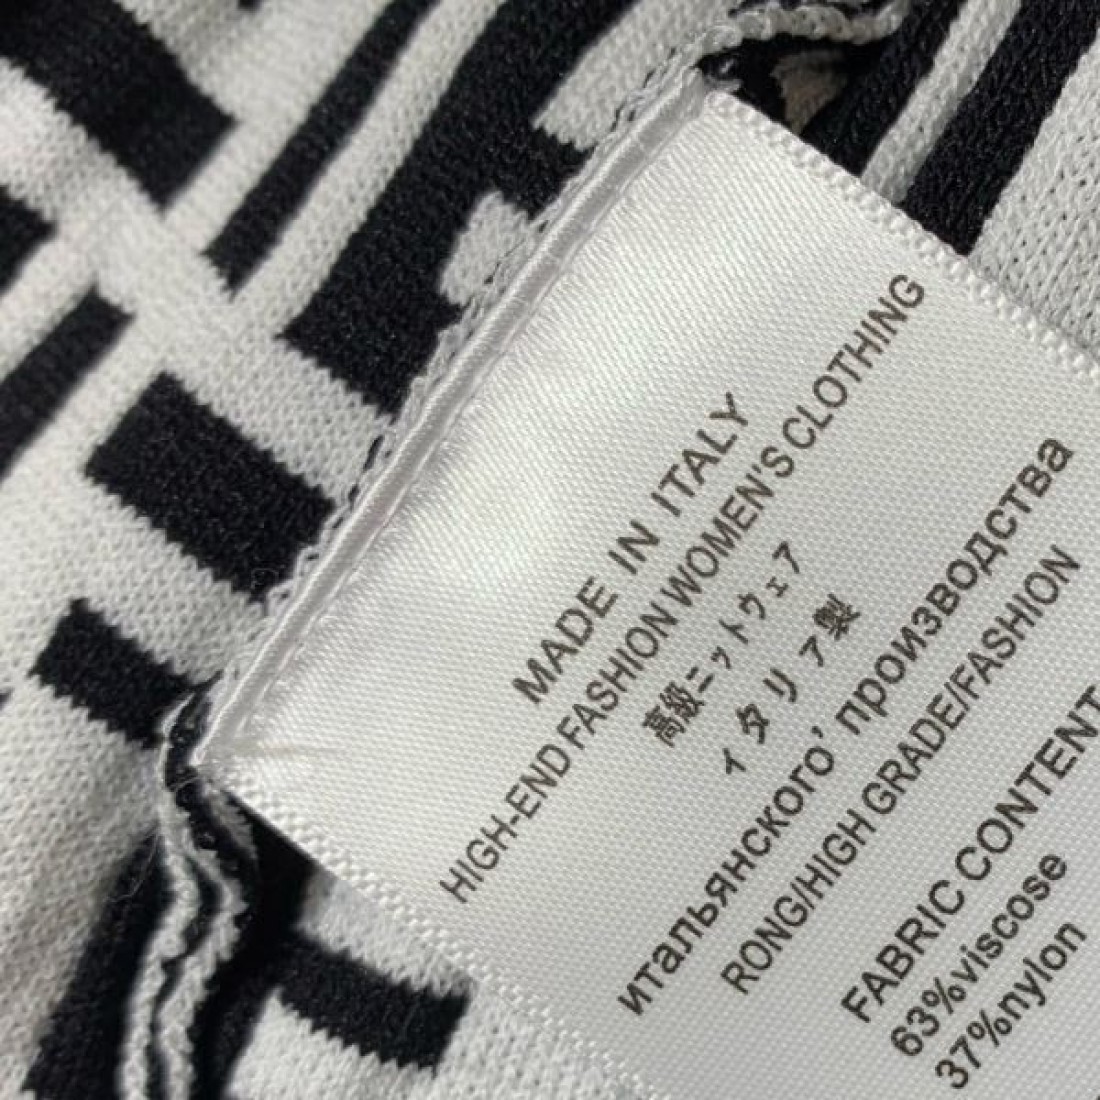 MADE IN ITALY
HIGH-END FASHION WOMEN'S CLOTHING
高級ニットウェア
イタリア製
итальянского' производства
RONG/HIGH GRADE/FASHION
FABRIC CONTENT
63%viscose
37%nylon